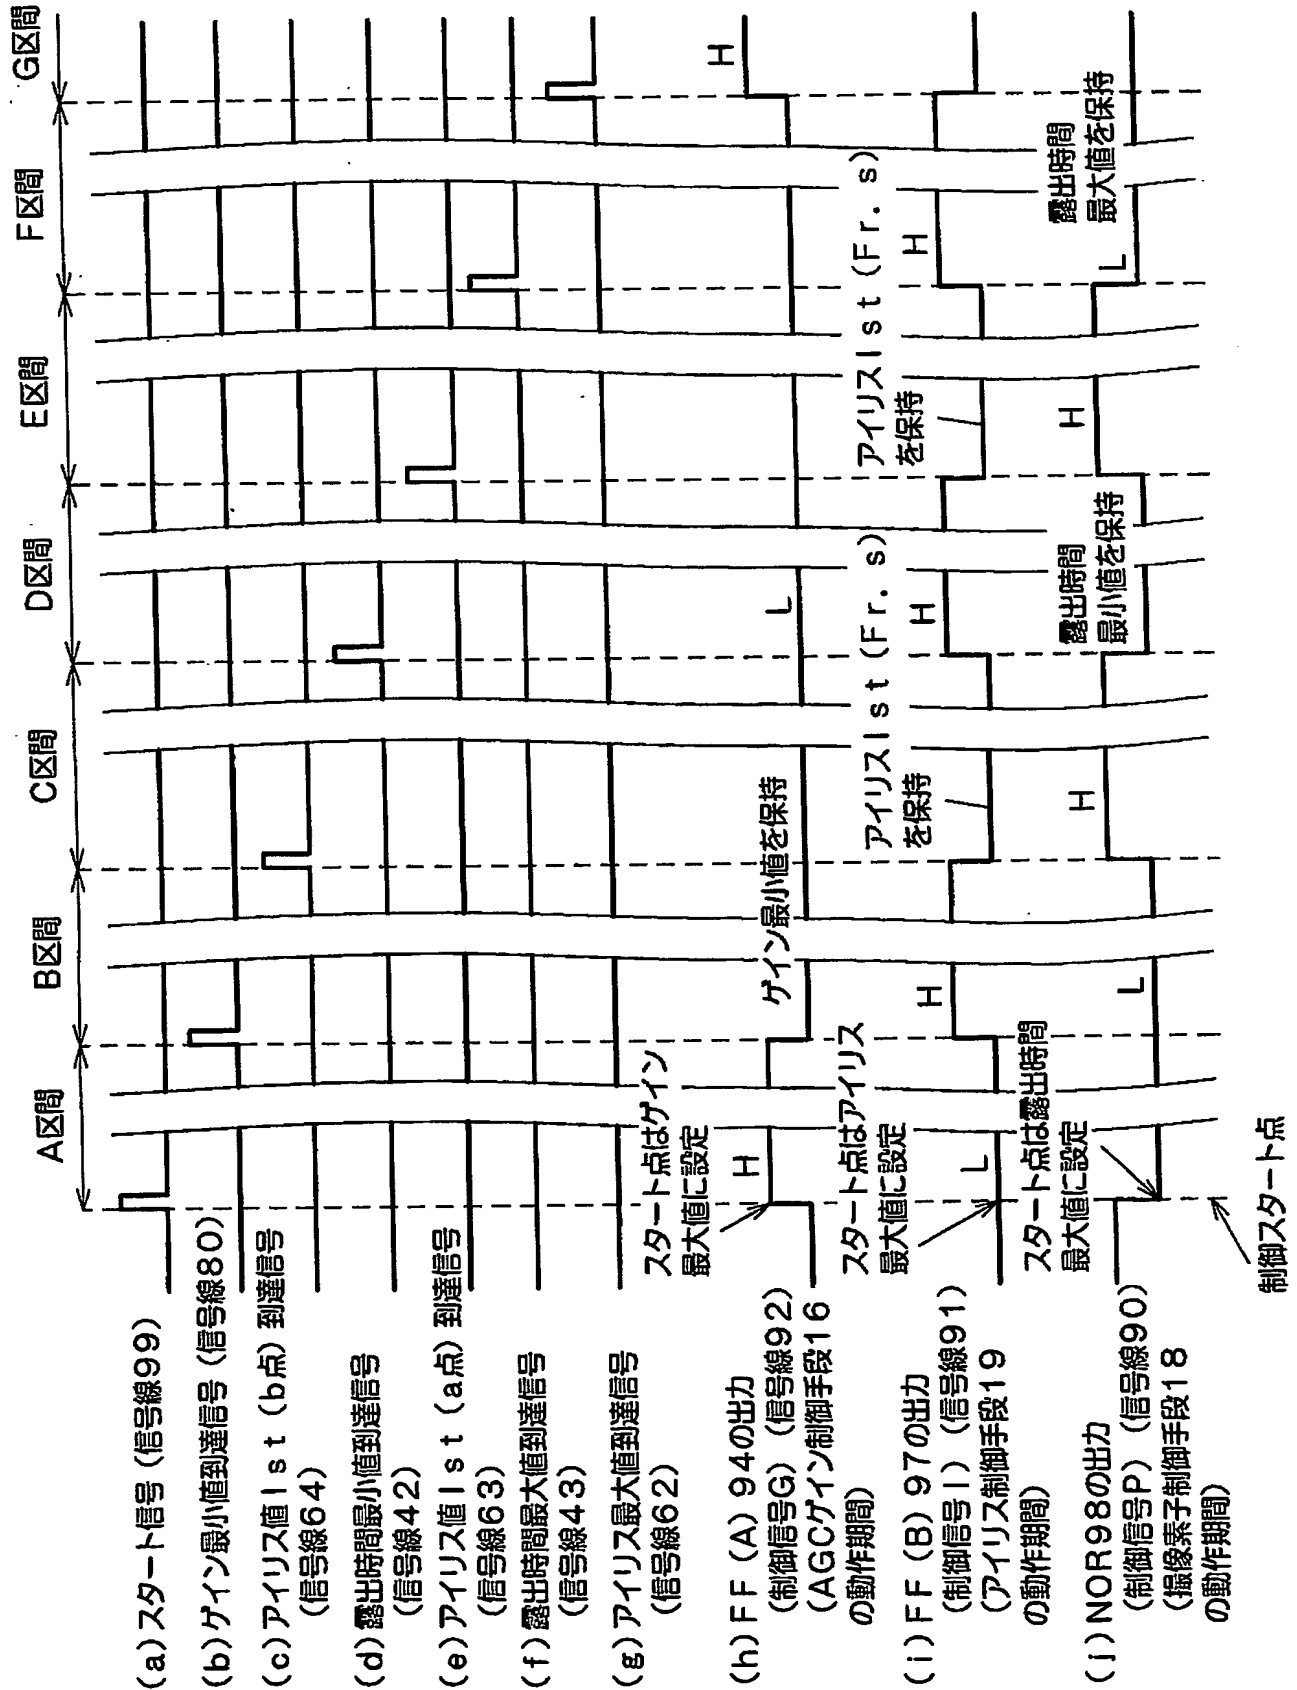 A区間
B区間
C区間
D区間
E区間
F区間
G区間
(a)スタート信号(信号線99)
(b)ゲイン最小値到達信号(信号線80)
(c)アイリス値Ist(b点)到達信号
(信号線64)
(d)露出時間最小値到達信号
(信号線42)
(e)アイリス値Ist(a点)到達信号
(信号線63)
(f)露出時間最大値到達信号
(信号線43)
(g)アイリス最大値到達信号
(信号線62)
スタート点はゲイン
最大値に設定
(h)FF(A)94の出力
(制御信号G)(信号線92)
(AGCゲイン制御手段16
の動作期間)
H
ゲイン最小値を保持
L
H
スタート点はアイリス
最大値に設定
(i)FF(B)97の出力
(制御信号I)(信号線91)
(アイリス制御手段19
の動作期間)
L
H
アイリスIst(Fr.s)
を保持
H
アイリスIst(Fr.s)
を保持
H
スタート点は露出時間
最大値に設定
(j)NOR98の出力
(制御信号P)(信号線90)
(撮像素子制御手段18
の動作期間)
L
H
露出時間
最小値を保持
H
L
露出時間
最大値を保持
制御スタート点